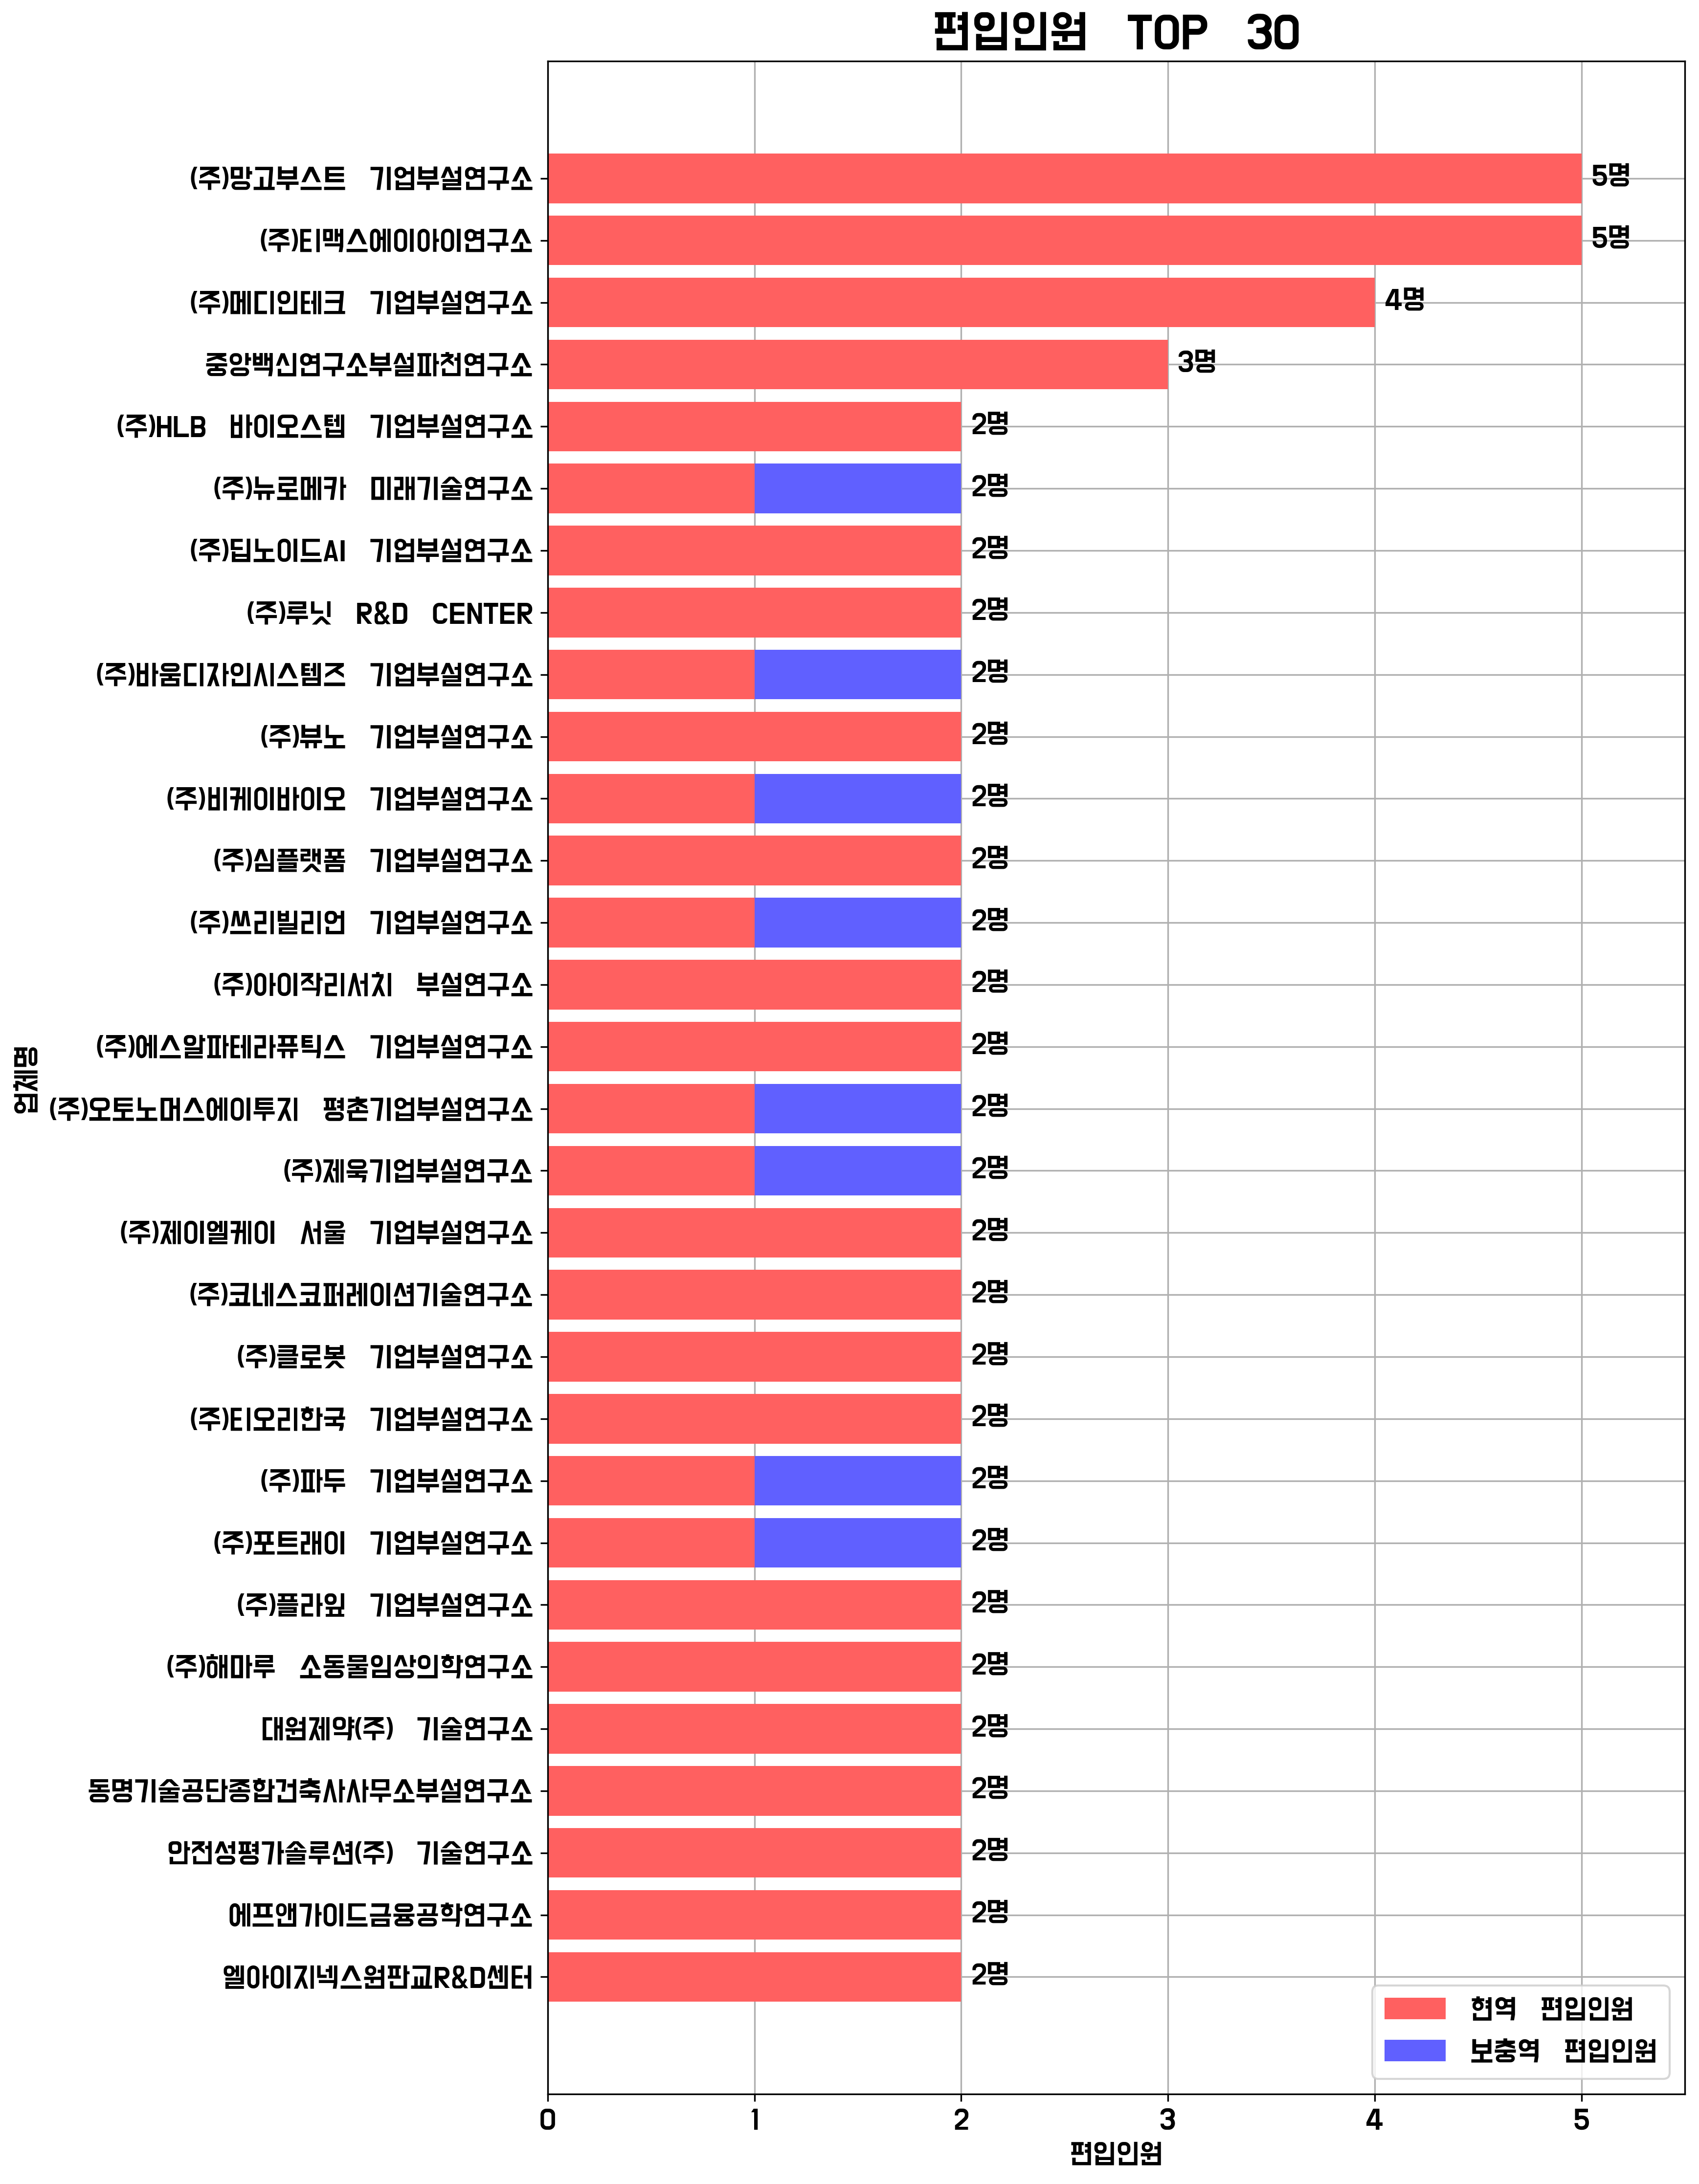 편입인원 TOP 30
(주)망고부스트 기업부설연구소 5명
(주)티맥스에이아이연구소 5명
(주)메디인테크 기업부설연구소 4명
중앙백신연구소부설파천연구소 3명
(주)HLB 바이오스텝 기업부설연구소 2명
(주)뉴로메카 미래기술연구소 2명
(주)딥노이드AI 기업부설연구소 2명
(주)루닛 R&D CENTER 2명
(주)바움디자인시스템즈 기업부설연구소 2명
(주)뷰노 기업부설연구소 2명
(주)비케이바이오 기업부설연구소 2명
(주)심플랫폼 기업부설연구소 2명
(주)쓰리빌리언 기업부설연구소 2명
(주)아이작리서치 부설연구소 2명
(주)에스알파테라퓨틱스 기업부설연구소 2명
(주)오토노머스에이투지 평촌기업부설연구소 2명
(주)제욱기업부설연구소 2명
(주)제이엘케이 서울 기업부설연구소 2명
(주)코네스코퍼레이션기술연구소 2명
(주)클로봇 기업부설연구소 2명
(주)티오리한국 기업부설연구소 2명
(주)파두 기업부설연구소 2명
(주)포트래이 기업부설연구소 2명
(주)플라잎 기업부설연구소 2명
(주)해마루 소동물임상의학연구소 2명
대원제약(주) 기술연구소 2명
동명기술공단종합건축사사무소부설연구소 2명
안전성평가솔루션(주) 기술연구소 2명
에프앤가이드금융공학연구소 2명
엘아이지넥스원판교R&D센터 2명
업체명
현역 편입인원
보충역 편입인원
0 1 2 3 4 5
편입인원